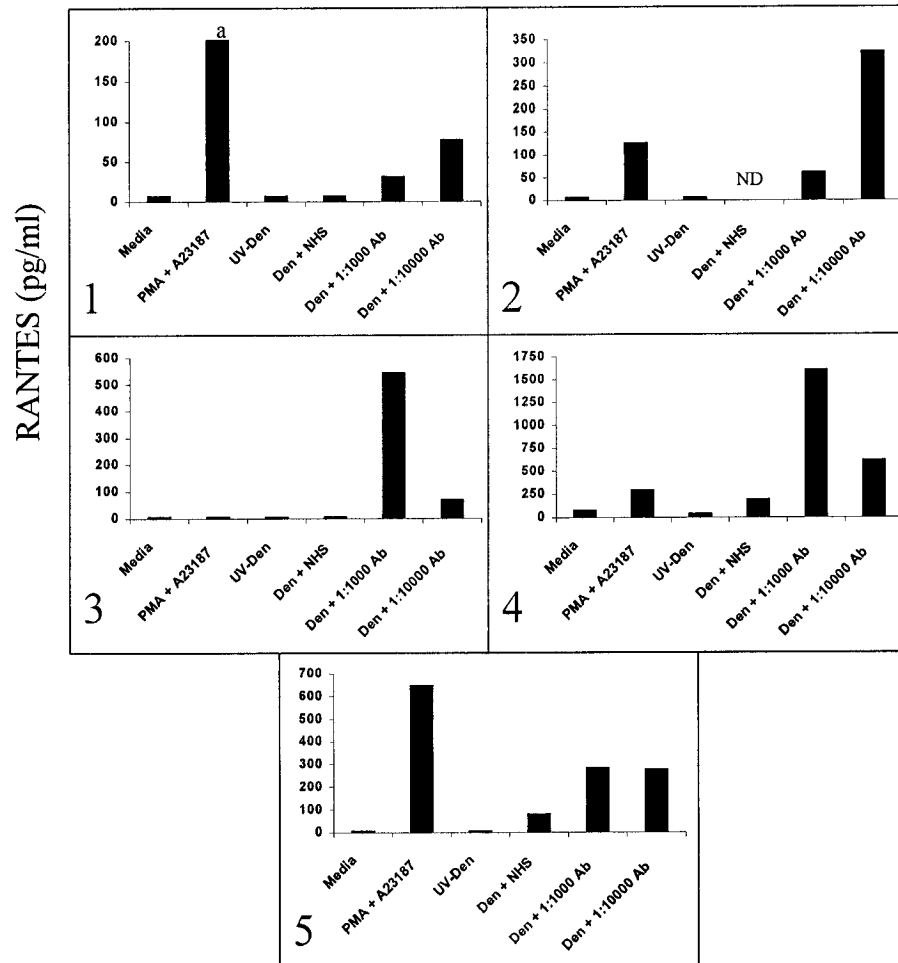 RANTES (pg/ml)
200
150
100
50
0
a
Media
PMA + A23187
UV-Den
Den + NHS
Den + 1:1000 Ab
Den + 1:10000 Ab
1
350
300
250
200
150
100
50
0
ND
Media
PMA + A23187
UV-Den
Den + NHS
Den + 1:1000 Ab
Den + 1:10000 Ab
2
600
500
400
300
200
100
0
Media
PMA + A23187
UV-Den
Den + NHS
Den + 1:1000 Ab
Den + 1:10000 Ab
3
1750
1500
1250
1000
750
500
250
0
Media
PMA + A23187
UV-Den
Den + NHS
Den + 1:1000 Ab
Den + 1:10000 Ab
4
700
600
500
400
300
200
100
0
Media
PMA + A23187
UV-Den
Den + NHS
Den + 1:1000 Ab
Den + 1:10000 Ab
5